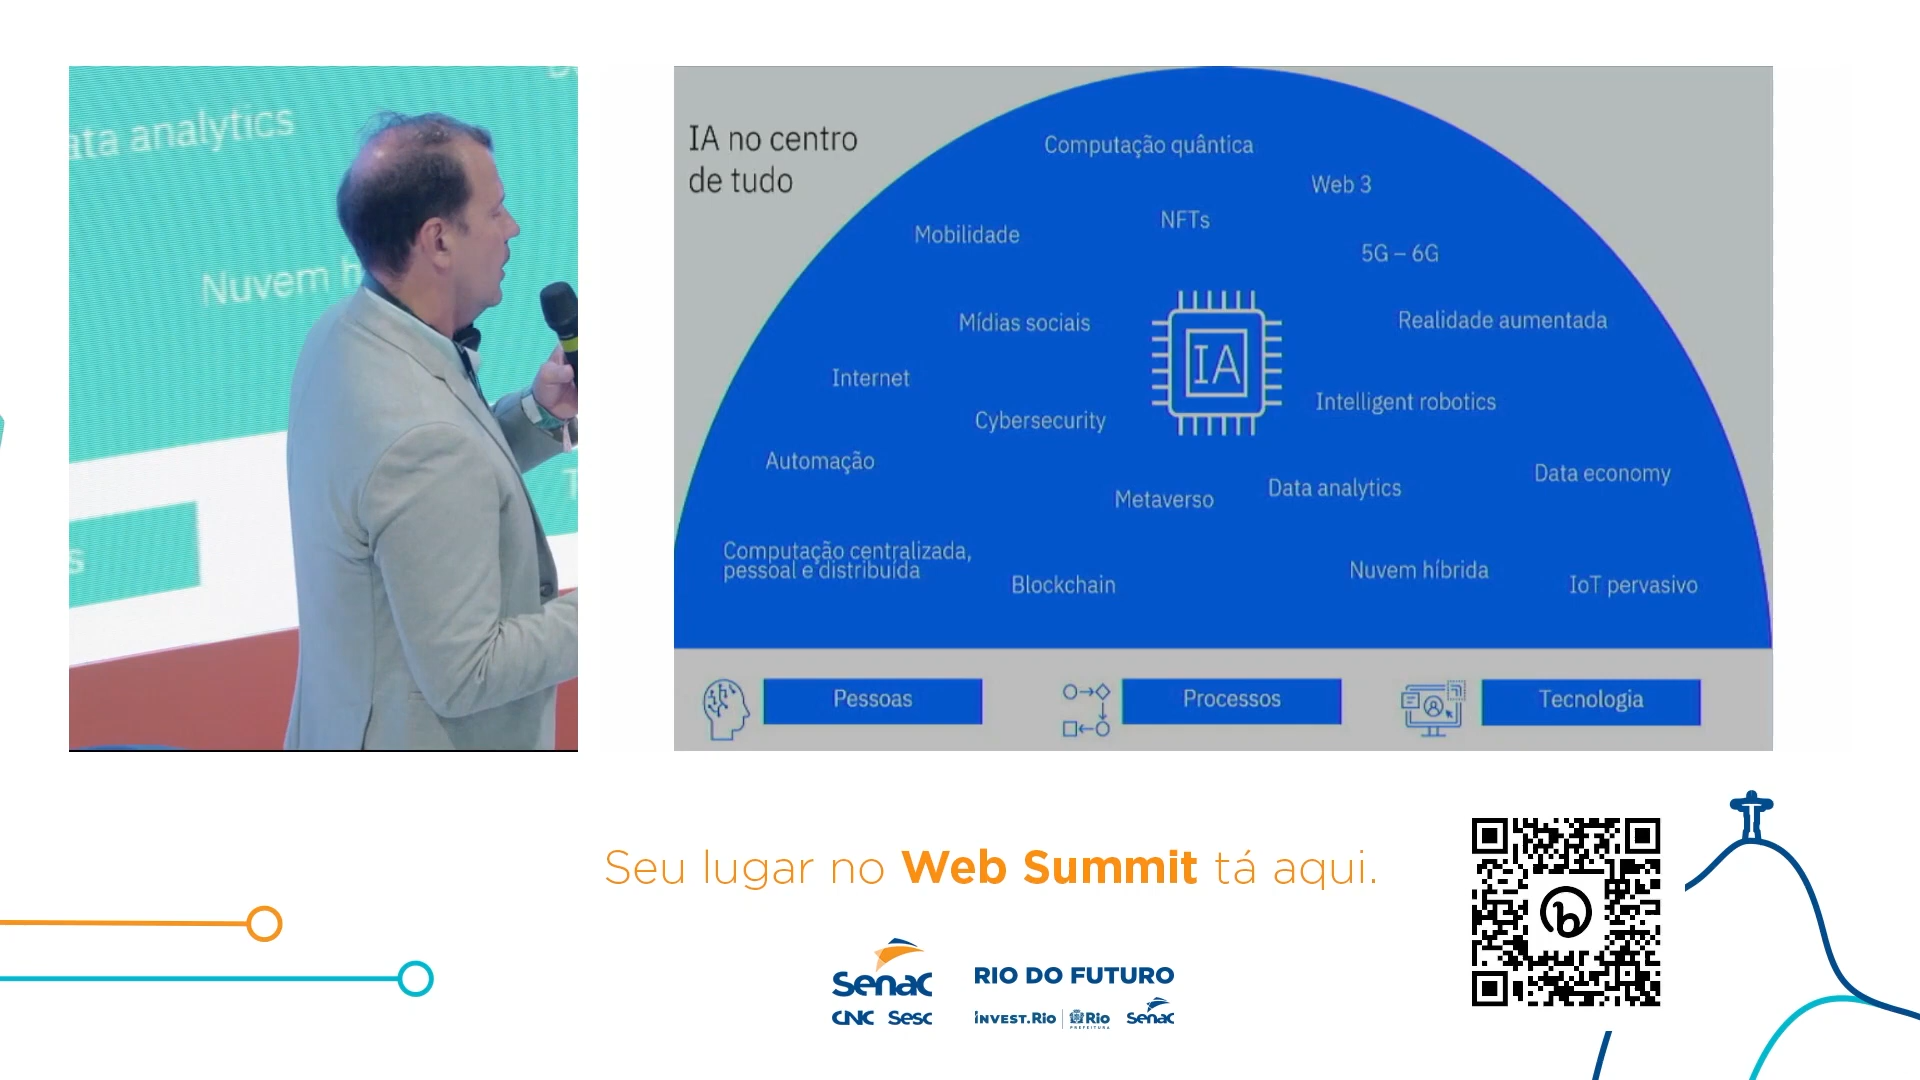 ata analytics
Nuvem h
s
IA no centro
de tudo
Computação quântica
Web 3
NFTs
Mobilidade
5G – 6G
Mídias sociais
Realidade aumentada
IA
Internet
Intelligent robotics
Cybersecurity
Automação
Data economy
Data analytics
Metaverso
Computação centralizada,
pessoal e distribuída
Blockchain
Nuvem híbrida
IoT pervasivo
Pessoas
Processos
Tecnologia
Seu lugar no Web Summit tá aqui.
Senac
CNC Sesc
RIO DO FUTURO
INVEST.Rio
Rio
PREFEITURA
Senac
b